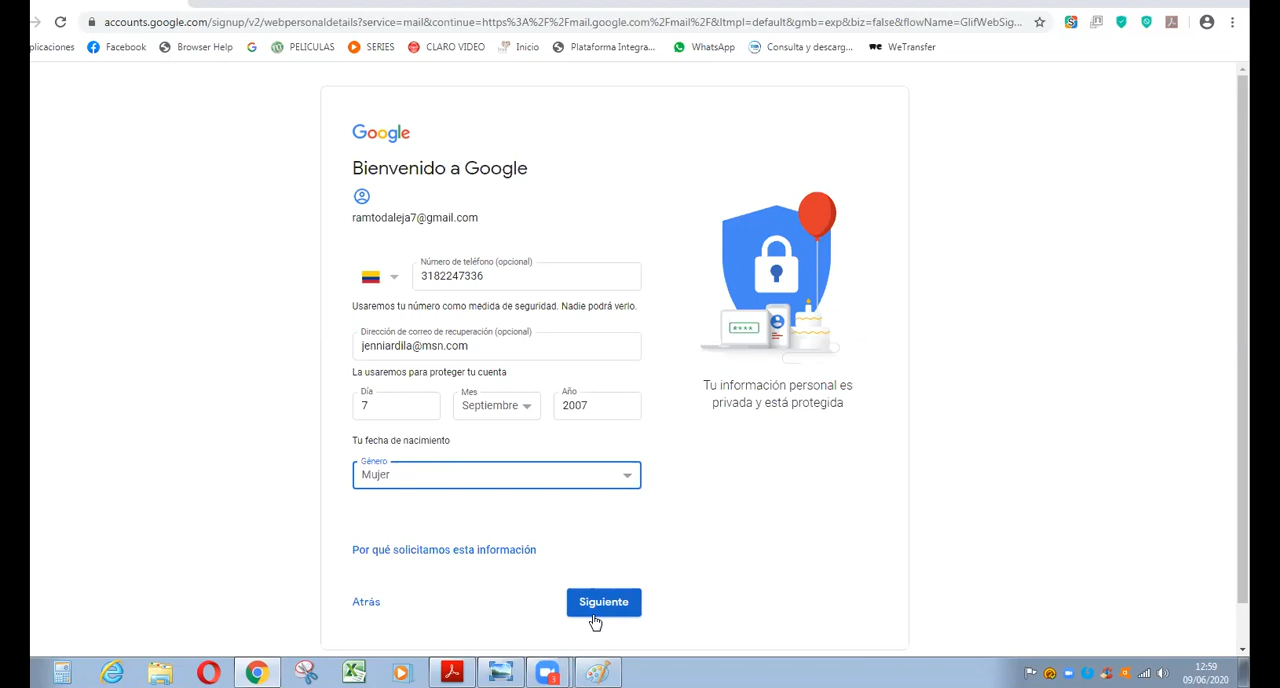 accounts.google.com/signup/v2/webpersonaldetails?service=mail&continue=https%3A%2F%2Fmail.google.com%2Fmail%2F&ltmpl=default&gmb=exp&biz=false&flowName=GlifWebSig...
plicaciones Facebook Browser Help PELICULAS SERIES CLARO VIDEO Inicio Plataforma Integra... WhatsApp Consulta y descarg... WeTransfer
Google
Bienvenido a Google
ramtodaleja7@gmail.com
Número de teléfono (opcional)
3182247336
Usaremos tu número como medida de seguridad. Nadie podrá verlo.
Dirección de correo de recuperación (opcional)
jenniardila@msn.com
La usaremos para proteger tu cuenta
Día Mes Año
7 Septiembre 2007
Tu fecha de nacimiento
Género
Mujer
Por qué solicitamos esta información
Atrás Siguiente
****
Tu información personal es
privada y está protegida
12:59
09/06/2020